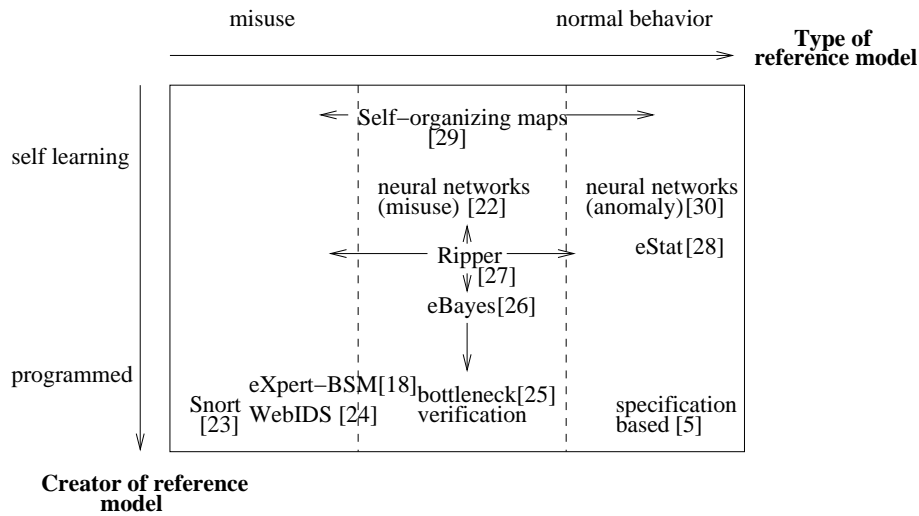 misuse
normal behavior
Type of
reference model
Self-organizing maps
[29]
self learning
neural networks
(misuse) [22]
neural networks
(anomaly)[30]
eStat[28]
Ripper
[27]
eBayes[26]
programmed
eXpert-BSM[18]
Snort
[23]
WebIDS [24]
bottleneck[25]
verification
specification
based [5]
Creator of reference
model